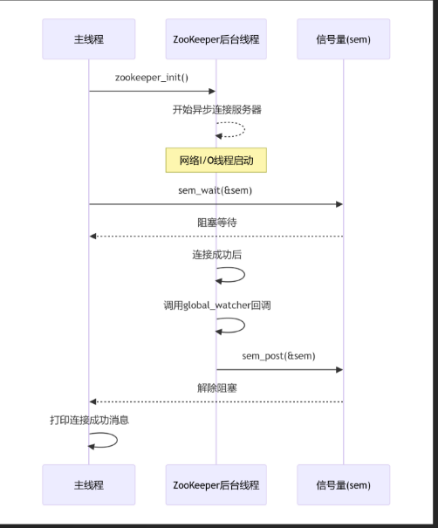 主线程
ZooKeeper后台线程
信号量(sem)
zookeeper_init()
开始异步连接服务器
网络I/O线程启动
sem_wait(&sem)
阻塞等待
连接成功后
调用global_watcher回调
sem_post(&sem)
解除阻塞
打印连接成功消息
主线程
ZooKeeper后台线程
信号量(sem)